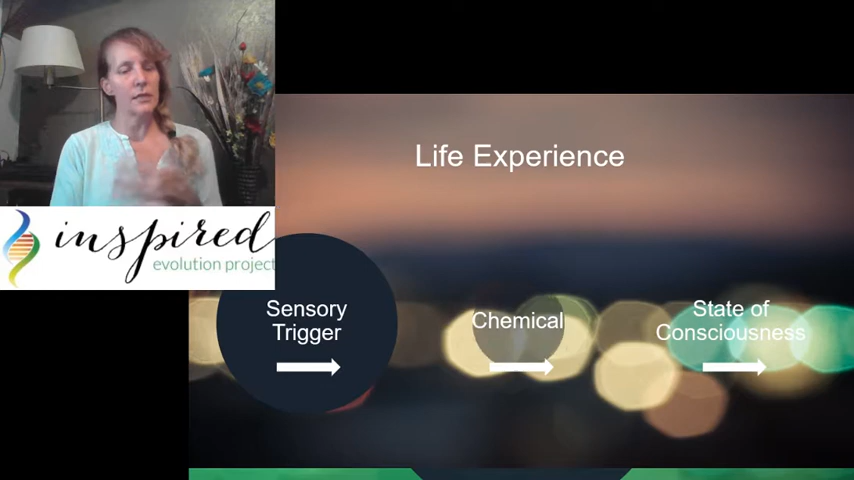 inspired
evolution project
Life Experience
Sensory
Trigger
Chemical
State of
Consciousness